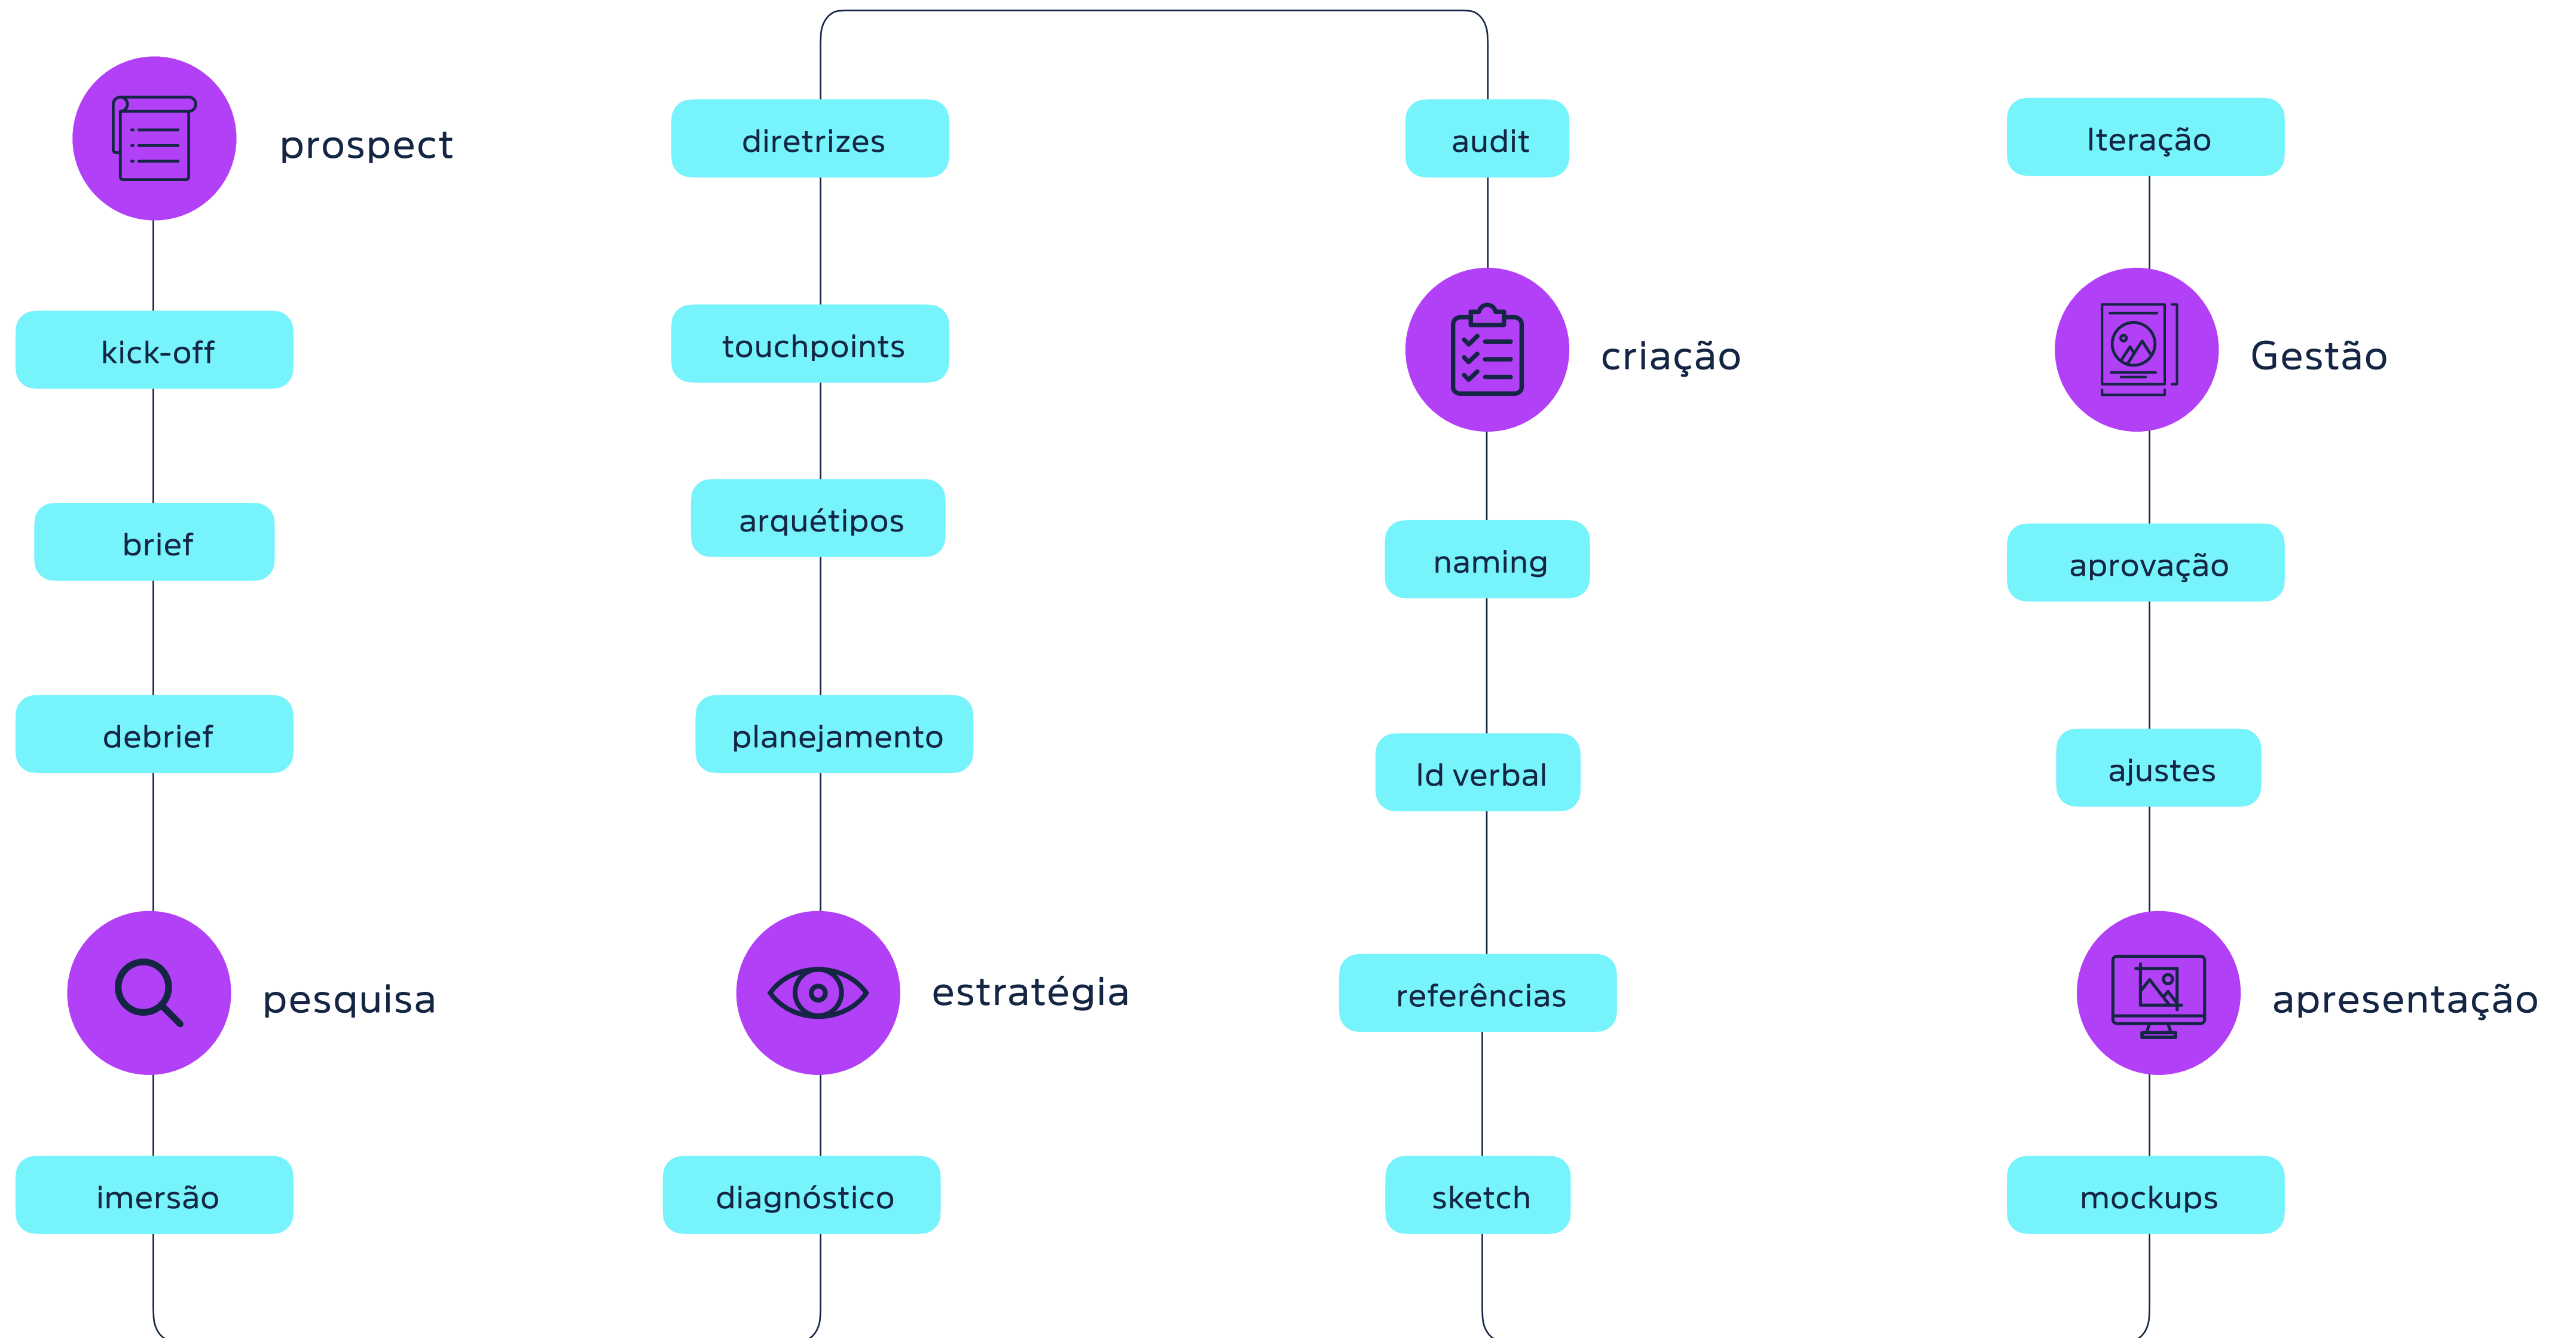 prospect
kick-off
brief
debrief
pesquisa
imersão
diretrizes
touchpoints
arquétipos
planejamento
estratégia
diagnóstico
audit
criação
naming
Id verbal
referências
sketch
Iteração
Gestão
aprovação
ajustes
apresentação
mockups